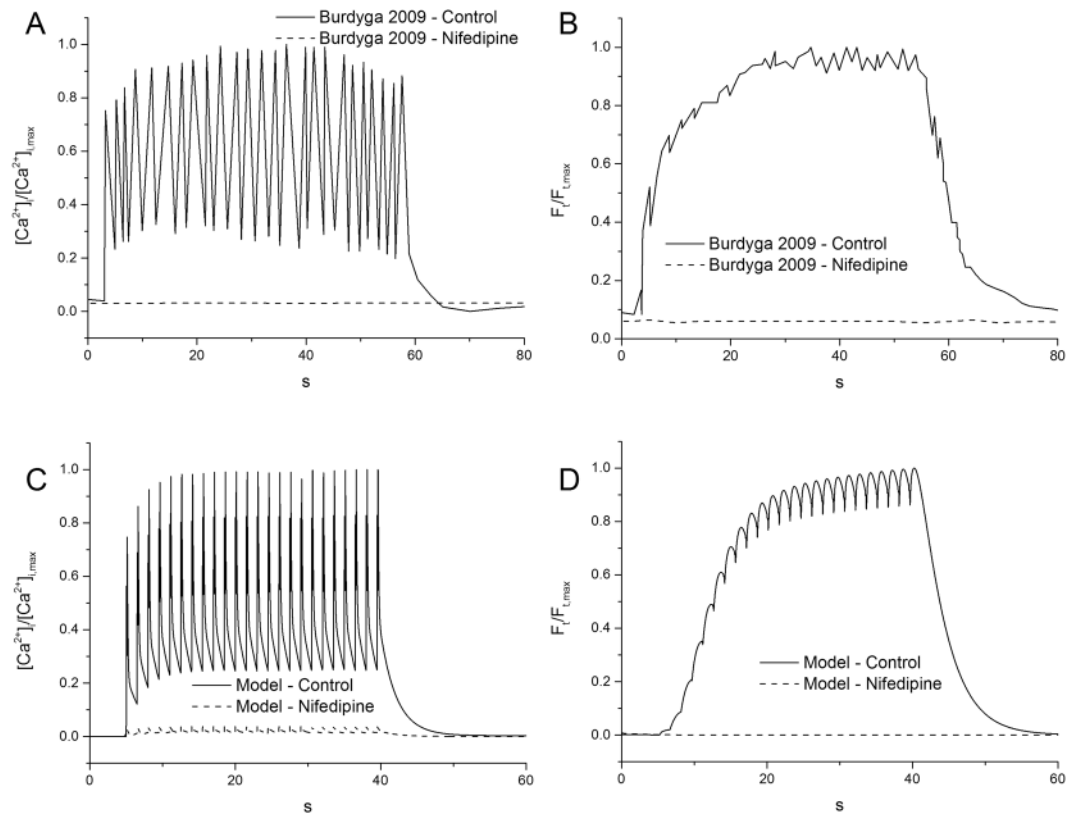 A
Burdyga 2009 - Control
Burdyga 2009 - Nifedipine
1.0
0.8
0.6
0.4
0.2
0.0
[Ca2+]i/[Ca2+]i,max
0
20
40
60
80
s
B
1.0
0.8
0.6
0.4
0.2
0.0
Ft/Ft,max
Burdyga 2009 - Control
Burdyga 2009 - Nifedipine
0
20
40
60
80
s
C
1.0
0.8
0.6
0.4
0.2
0.0
[Ca2+]i/[Ca2+]i,max
Model - Control
Model - Nifedipine
0
20
40
60
s
D
1.0
0.8
0.6
0.4
0.2
0.0
Ft/Ft,max
Model - Control
Model - Nifedipine
0
20
40
60
s